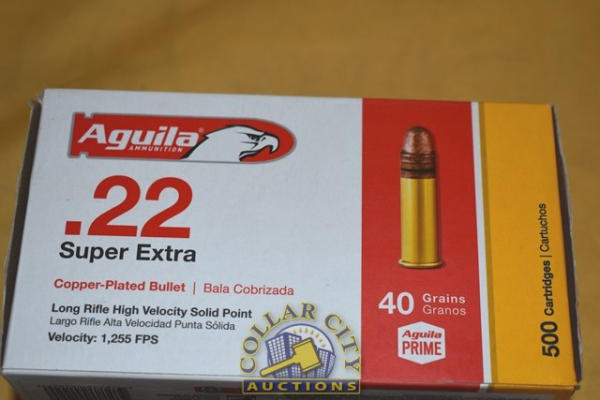 Aguila®
AMMUNITION
.22
Super Extra
Copper-Plated Bullet | Bala Cobrizada
Long Rifle High Velocity Solid Point
Largo Rifle Alta Velocidad Punta Sólida
Velocity: 1,255 FPS
40 Grains
Granos
Aguila
PRIME
500 Cartridges | Cartuchos
COLLAR CITY
AUCTIONS